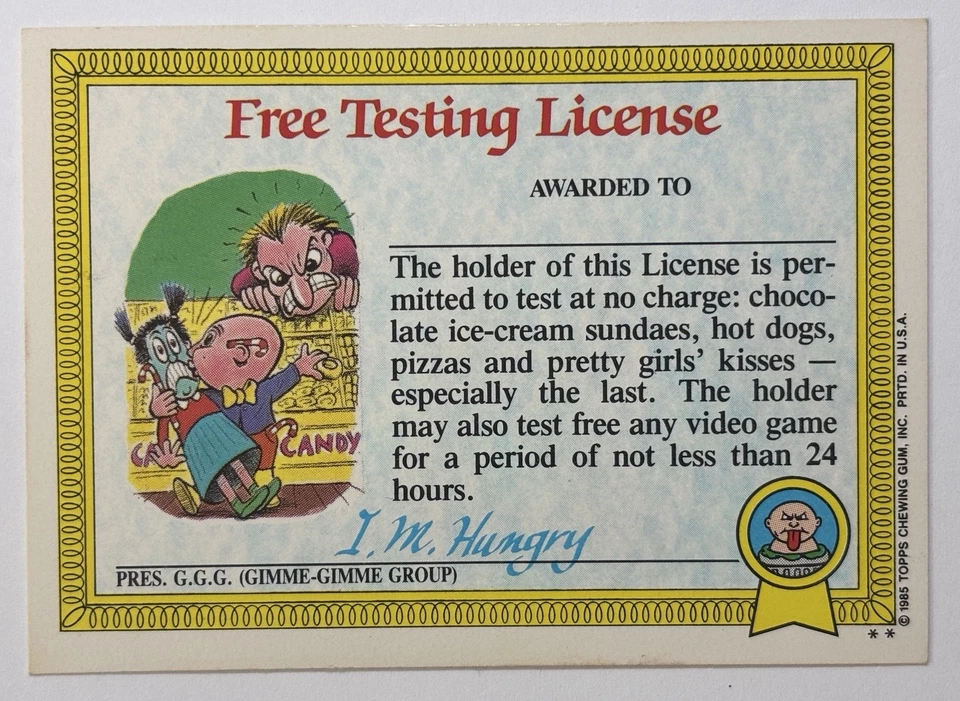 Free Testing License
AWARDED TO
The holder of this License is per-
mitted to test at no charge: choco-
late ice-cream sundaes, hot dogs,
pizzas and pretty girls' kisses —
especially the last. The holder
may also test free any video game
for a period of not less than 24
hours.
CANDY
I. M. Hungry
PRES. G.G.G. (GIMME-GIMME GROUP)
** © 1985 TOPPS CHEWING GUM, INC. PRTD. IN U.S.A.